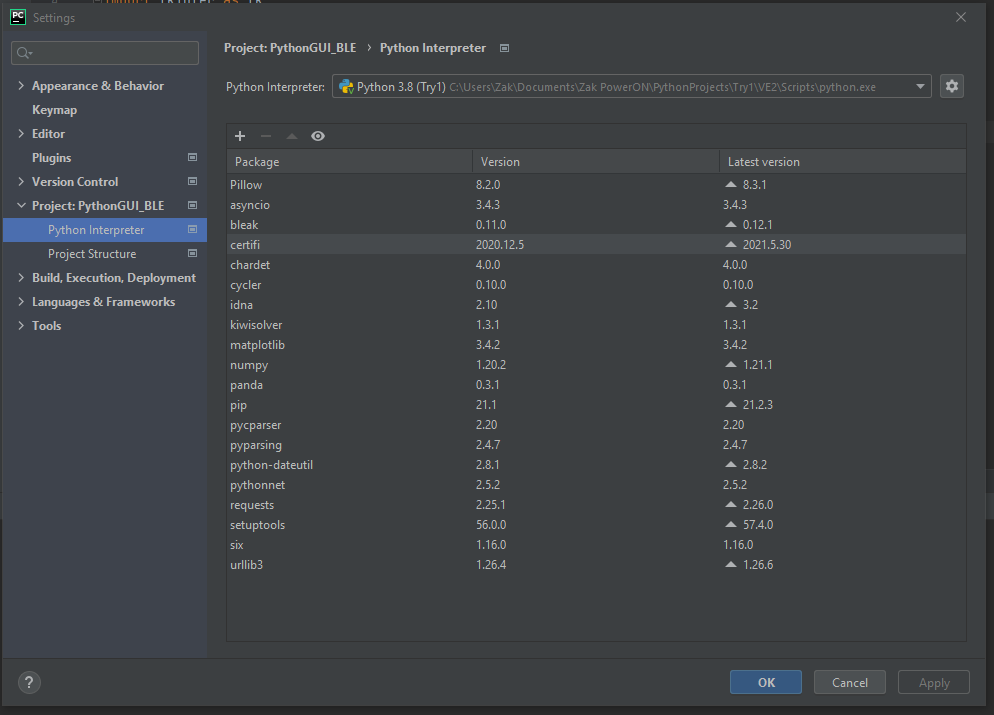 PC Settings
Project: PythonGUI_BLE › Python Interpreter
Python Interpreter: Python 3.8 (Try1) C:\Users\Zak\Documents\Zak PowerON\PythonProjects\Try1\VE2\Scripts\python.exe
Appearance & Behavior
Keymap
Editor
Plugins
Version Control
Project: PythonGUI_BLE
Python Interpreter
Project Structure
Build, Execution, Deployment
Languages & Frameworks
Tools
Package Version Latest version
Pillow 8.2.0 8.3.1
asyncio 3.4.3 3.4.3
bleak 0.11.0 0.12.1
certifi 2020.12.5 2021.5.30
chardet 4.0.0 4.0.0
cycler 0.10.0 0.10.0
idna 2.10 3.2
kiwisolver 1.3.1 1.3.1
matplotlib 3.4.2 3.4.2
numpy 1.20.2 1.21.1
panda 0.3.1 0.3.1
pip 21.1 21.2.3
pycparser 2.20 2.20
pyparsing 2.4.7 2.4.7
python-dateutil 2.8.1 2.8.2
pythonnet 2.5.2 2.5.2
requests 2.25.1 2.26.0
setuptools 56.0.0 57.4.0
six 1.16.0 1.16.0
urllib3 1.26.4 1.26.6
? OK Cancel Apply